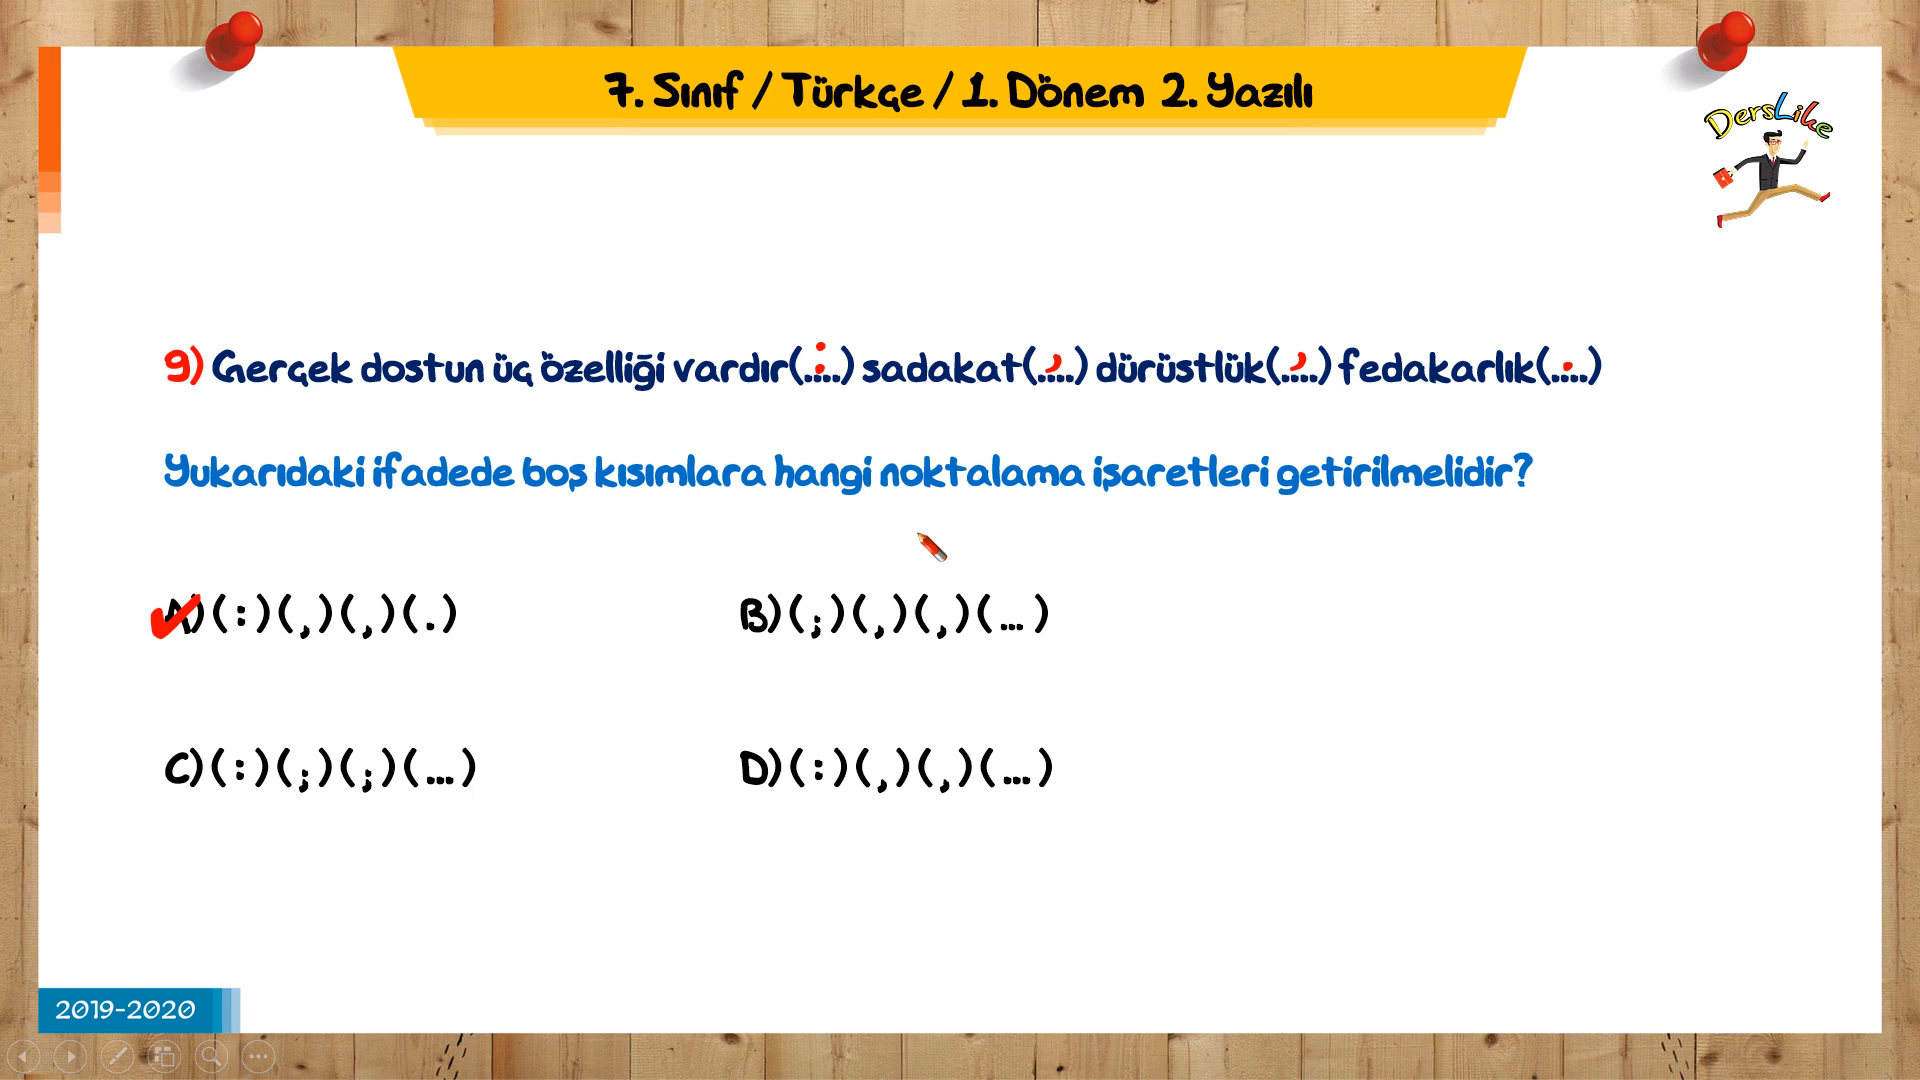 7. Sınıf / Türkçe / 1. Dönem 2. Yazılı
DersLike
9) Gerçek dostun üç özelliği vardır(.:..) sadakat(.,..) dürüstlük(.,..) fedakarlık(....)
Yukarıdaki ifadede boş kısımlara hangi noktalama işaretleri getirilmelidir?
A) ( : ) ( , ) ( , ) ( . )
B) ( ; ) ( , ) ( , ) ( ... )
C) ( : ) ( ; ) ( ; ) ( ... )
D) ( : ) ( , ) ( , ) ( ... )
2019-2020